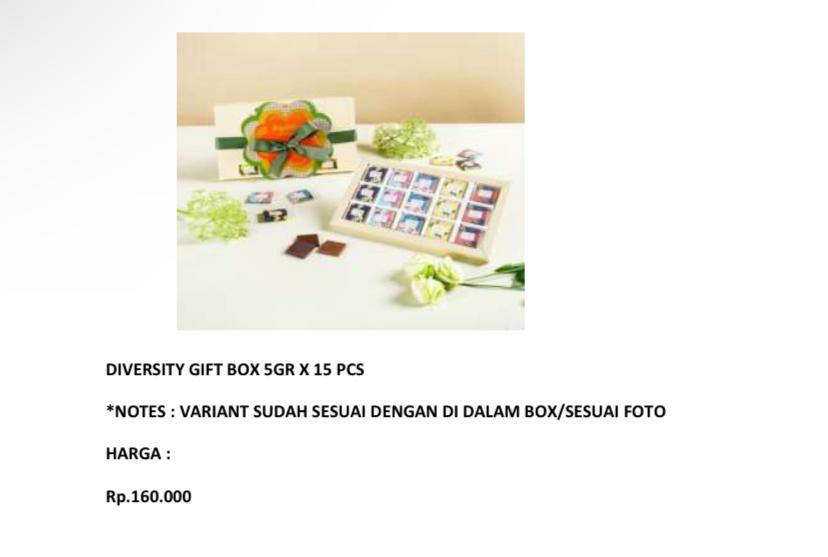 DIVERSITY GIFT BOX 5GR X 15 PCS
*NOTES : VARIANT SUDAH SESUAI DENGAN DI DALAM BOX/SESUAI FOTO
HARGA :
Rp.160.000